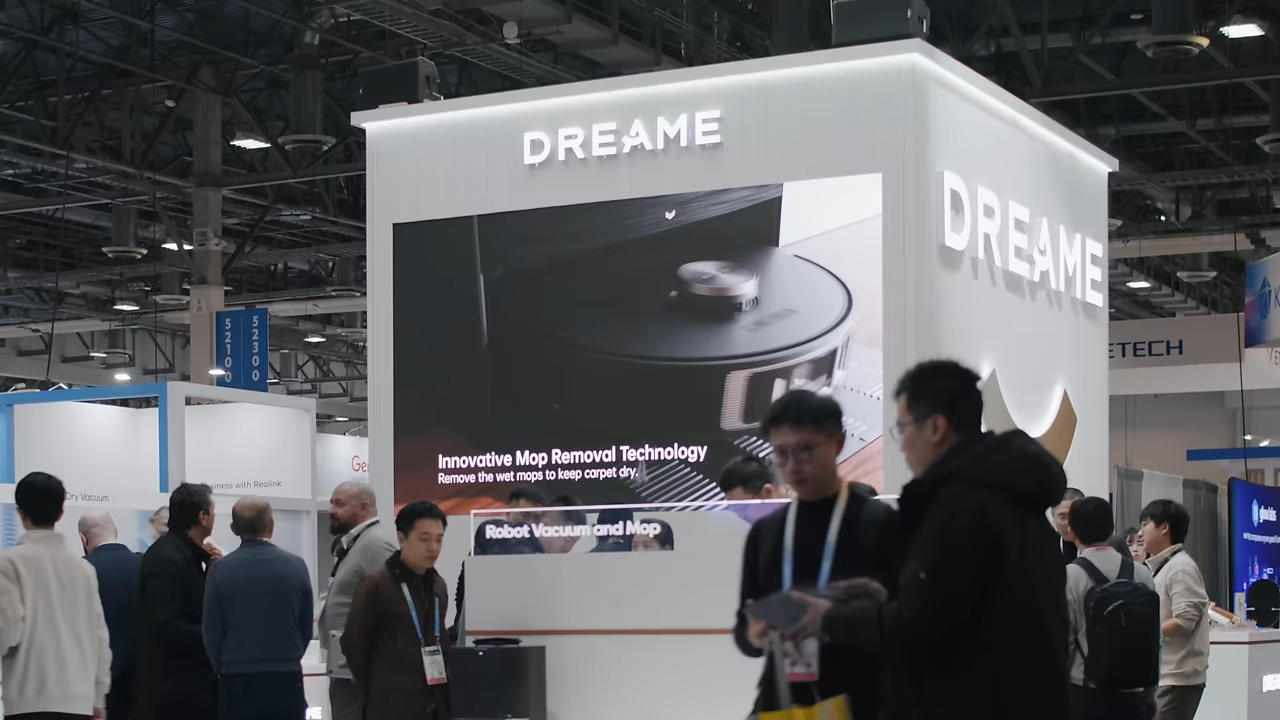 DREAME
DREAME
52100
52300
ETECH
Innovative Mop Removal Technology
Remove the wet mops to keep carpet dry.
Robot Vacuum and Mop
Dry Vacuum
siness with Reolink
Ge